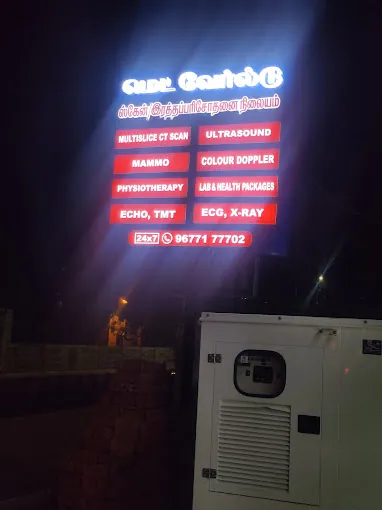 மெட் வேர்ல்டு
ஸ்கேன்/இரத்தப்பரிசோதனை நிலையம்
MULTISLICE CT SCAN
ULTRASOUND
MAMMO
COLOUR DOPPLER
PHYSIOTHERAPY
LAB & HEALTH PACKAGES
ECHO, TMT
ECG, X-RAY
24x7 96771 77702